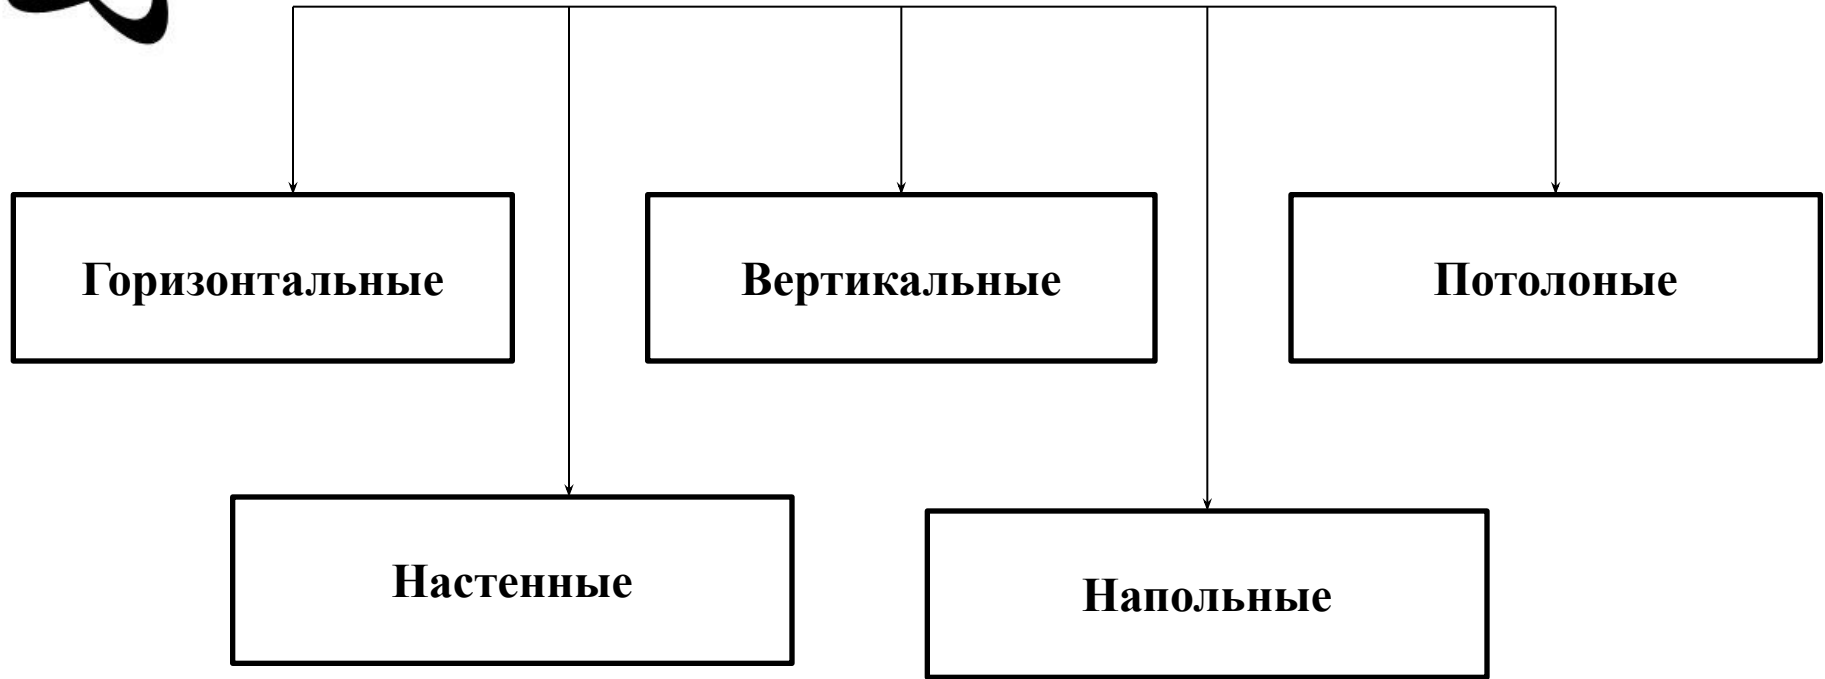 Горизонтальные
Вертикальные
Потолоные
Настенные
Напольные